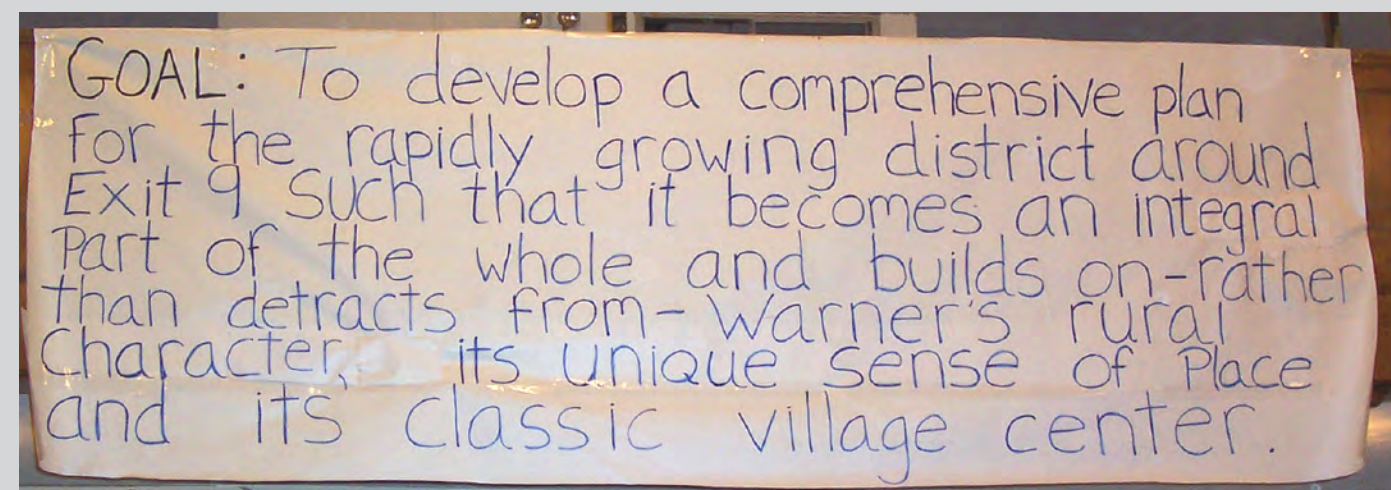 GOAL: To develop a comprehensive plan
for the rapidly growing district around
Exit 9 Such that it becomes an integral
Part of the whole and builds on-rather
than detracts from- Warner's rural
Character, its unique sense of Place
and its classic village center.